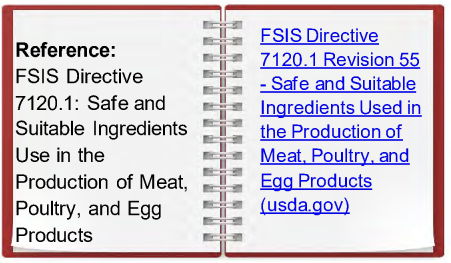 Reference:
FSIS Directive
7120.1: Safe and
Suitable Ingredients
Use in the
Production of Meat,
Poultry, and Egg
Products
FSIS Directive
7120.1 Revision 55
- Safe and Suitable
Ingredients Used in
the Production of
Meat, Poultry, and
Egg Products
(usda.gov)